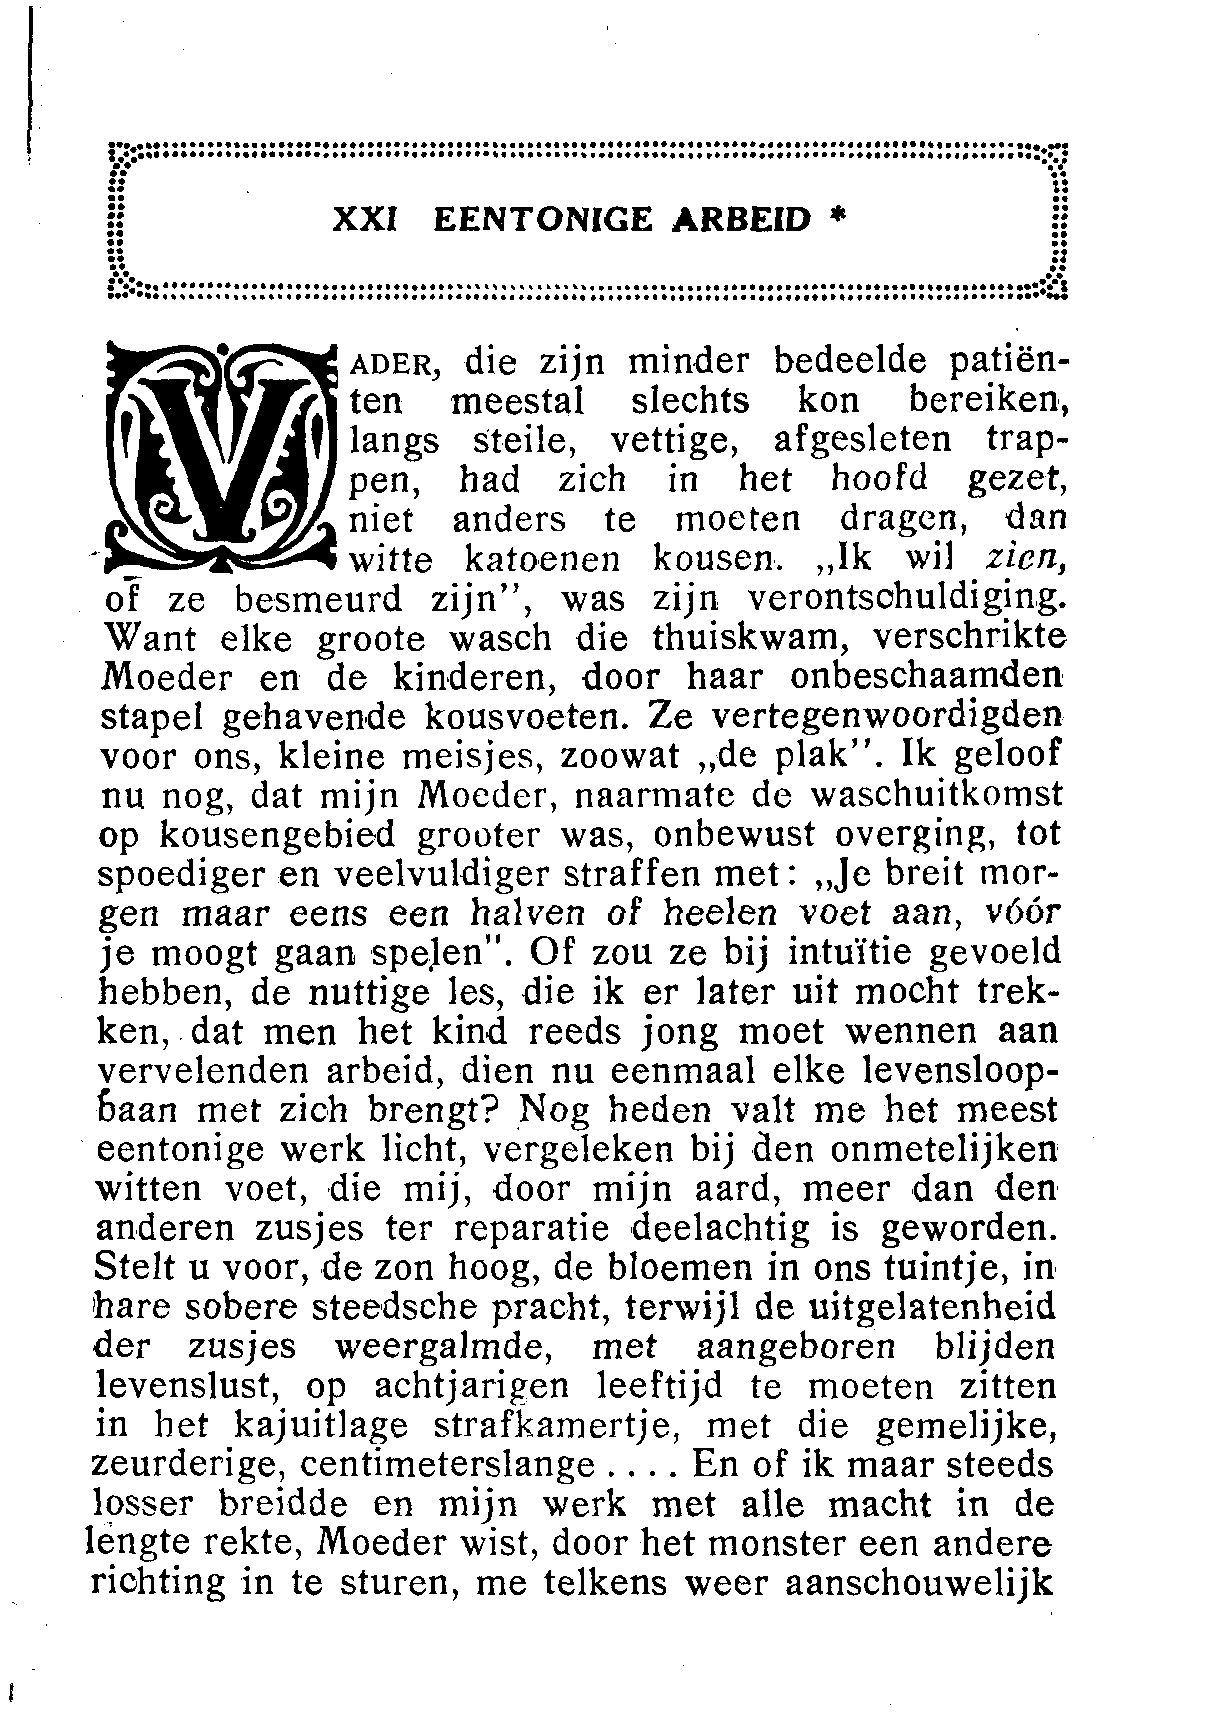 XXI EENTONIGE ARBEID *
VADER, die zijn minder bedeelde patiën-
ten meestal slechts kon bereiken,
langs steile, vettige, afgesleten trap-
pen, had zich in het hoofd gezet,
niet anders te moeten dragen, dan
witte katoenen kousen. „Ik wil zien,
of ze besmeurd zijn”, was zijn verontschuldiging.
Want elke groote wasch die thuiskwam, verschrikte
Moeder en de kinderen, door haar onbeschaamden
stapel gehavende kousvoeten. Ze vertegenwoordigden
voor ons, kleine meisjes, zoowat „de plak”. Ik geloof
nu nog, dat mijn Moeder, naarmate de waschuitkomst
op kousengebied grooter was, onbewust overging, tot
spoediger en veelvuldiger straffen met: „Je breit mor-
gen maar eens een halven of heelen voet aan, vóór
je moogt gaan spelen”. Of zou ze bij intuïtie gevoeld
hebben, de nuttige les, die ik er later uit mocht trek-
ken, dat men het kind reeds jong moet wennen aan
vervelenden arbeid, dien nu eenmaal elke levensloop-
baan met zich brengt? Nog heden valt me het meest
eentonige werk licht, vergeleken bij den onmetelijken
witten voet, die mij, door mijn aard, meer dan den
anderen zusjes ter reparatie deelachtig is geworden.
Stelt u voor, de zon hoog, de bloemen in ons tuintje, in
hare sobere steedsche pracht, terwijl de uitgelatenheid
der zusjes weergalmde, met aangeboren blijden
levenslust, op achtjarigen leeftijd te moeten zitten
in het kajuitlage strafkamertje, met die gemelijke,
zeurderige, centimeterslange .... En of ik maar steeds
losser breidde en mijn werk met alle macht in de
lengte rekte, Moeder wist, door het monster een andere
richting in te sturen, me telkens weer aanschouwelijk